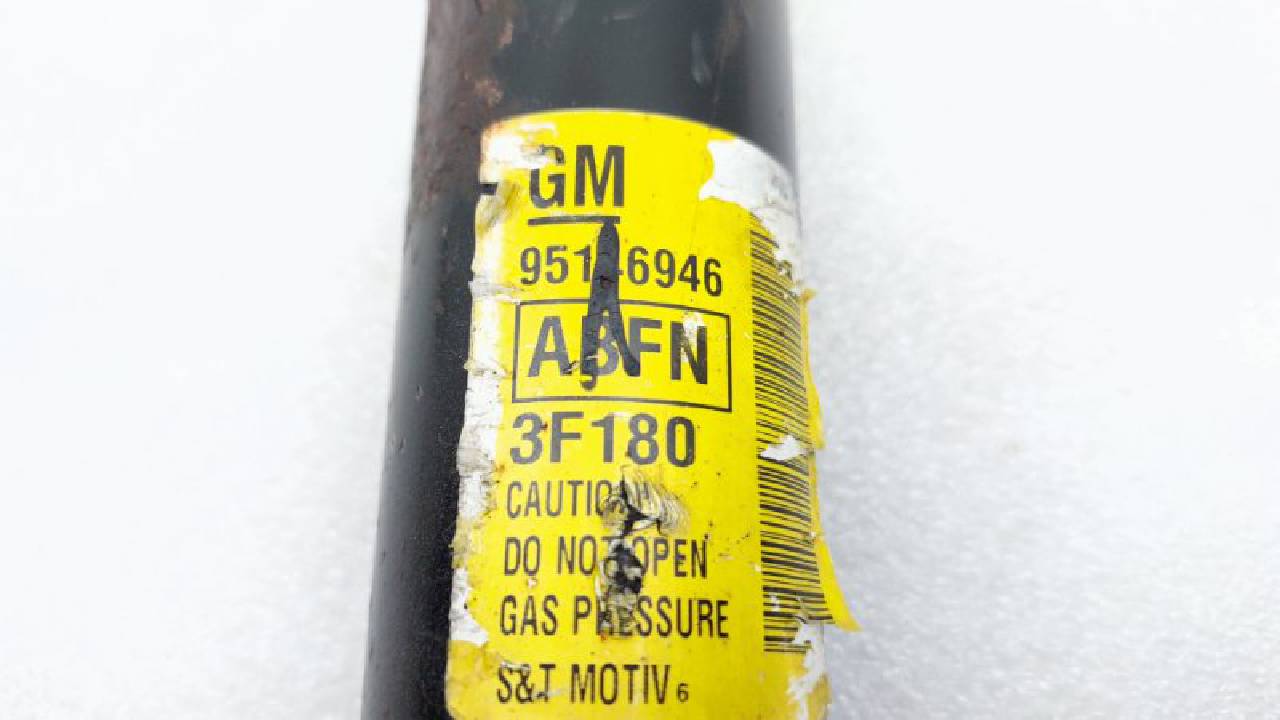 GM
ABFN
3F180
CAUTION
DO NOT OPEN
GAS PRESSURE
S&T MOTIV 6